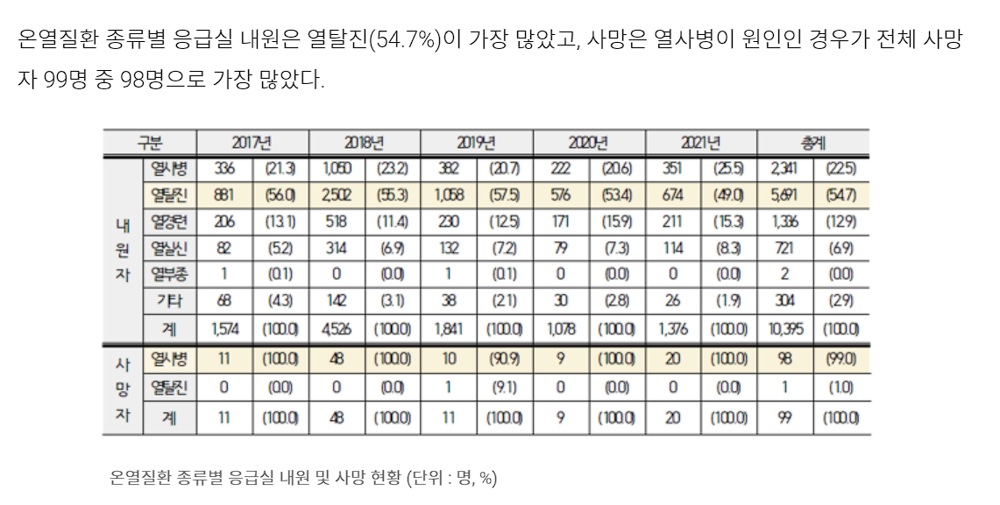 온열질환 종류별 응급실 내원은 열탈진(54.7%)이 가장 많았고, 사망은 열사병이 원인인 경우가 전체 사망
자 99명 중 98명으로 가장 많았다.
구분 2017년 2018년 2019년 2020년 2021년 총계
내원자
열사병 336 (21.3) 1,050 (23.2) 382 (20.7) 222 (20.6) 351 (25.5) 2,341 (22.5)
열탈진 881 (56.0) 2,502 (55.3) 1,058 (57.5) 576 (53.4) 674 (49.0) 5,691 (54.7)
열경련 206 (13.1) 518 (11.4) 230 (12.5) 171 (15.9) 211 (15.3) 1,336 (12.9)
열실신 82 (5.2) 314 (6.9) 132 (7.2) 79 (7.3) 114 (8.3) 721 (6.9)
열부종 1 (0.1) 0 (0.0) 1 (0.1) 0 (0.0) 0 (0.0) 2 (0.0)
기타 68 (4.3) 142 (3.1) 38 (2.1) 30 (2.8) 26 (1.9) 304 (2.9)
계 1,574 (100.0) 4,526 (100.0) 1,841 (100.0) 1,078 (100.0) 1,376 (100.0) 10,395 (100.0)
사망자
열사병 11 (100.0) 48 (100.0) 10 (90.9) 9 (100.0) 20 (100.0) 98 (99.0)
열탈진 0 (0.0) 0 (0.0) 1 (9.1) 0 (0.0) 0 (0.0) 1 (1.0)
계 11 (100.0) 48 (100.0) 11 (100.0) 9 (100.0) 20 (100.0) 99 (100.0)
온열질환 종류별 응급실 내원 및 사망 현황 (단위 : 명, %)